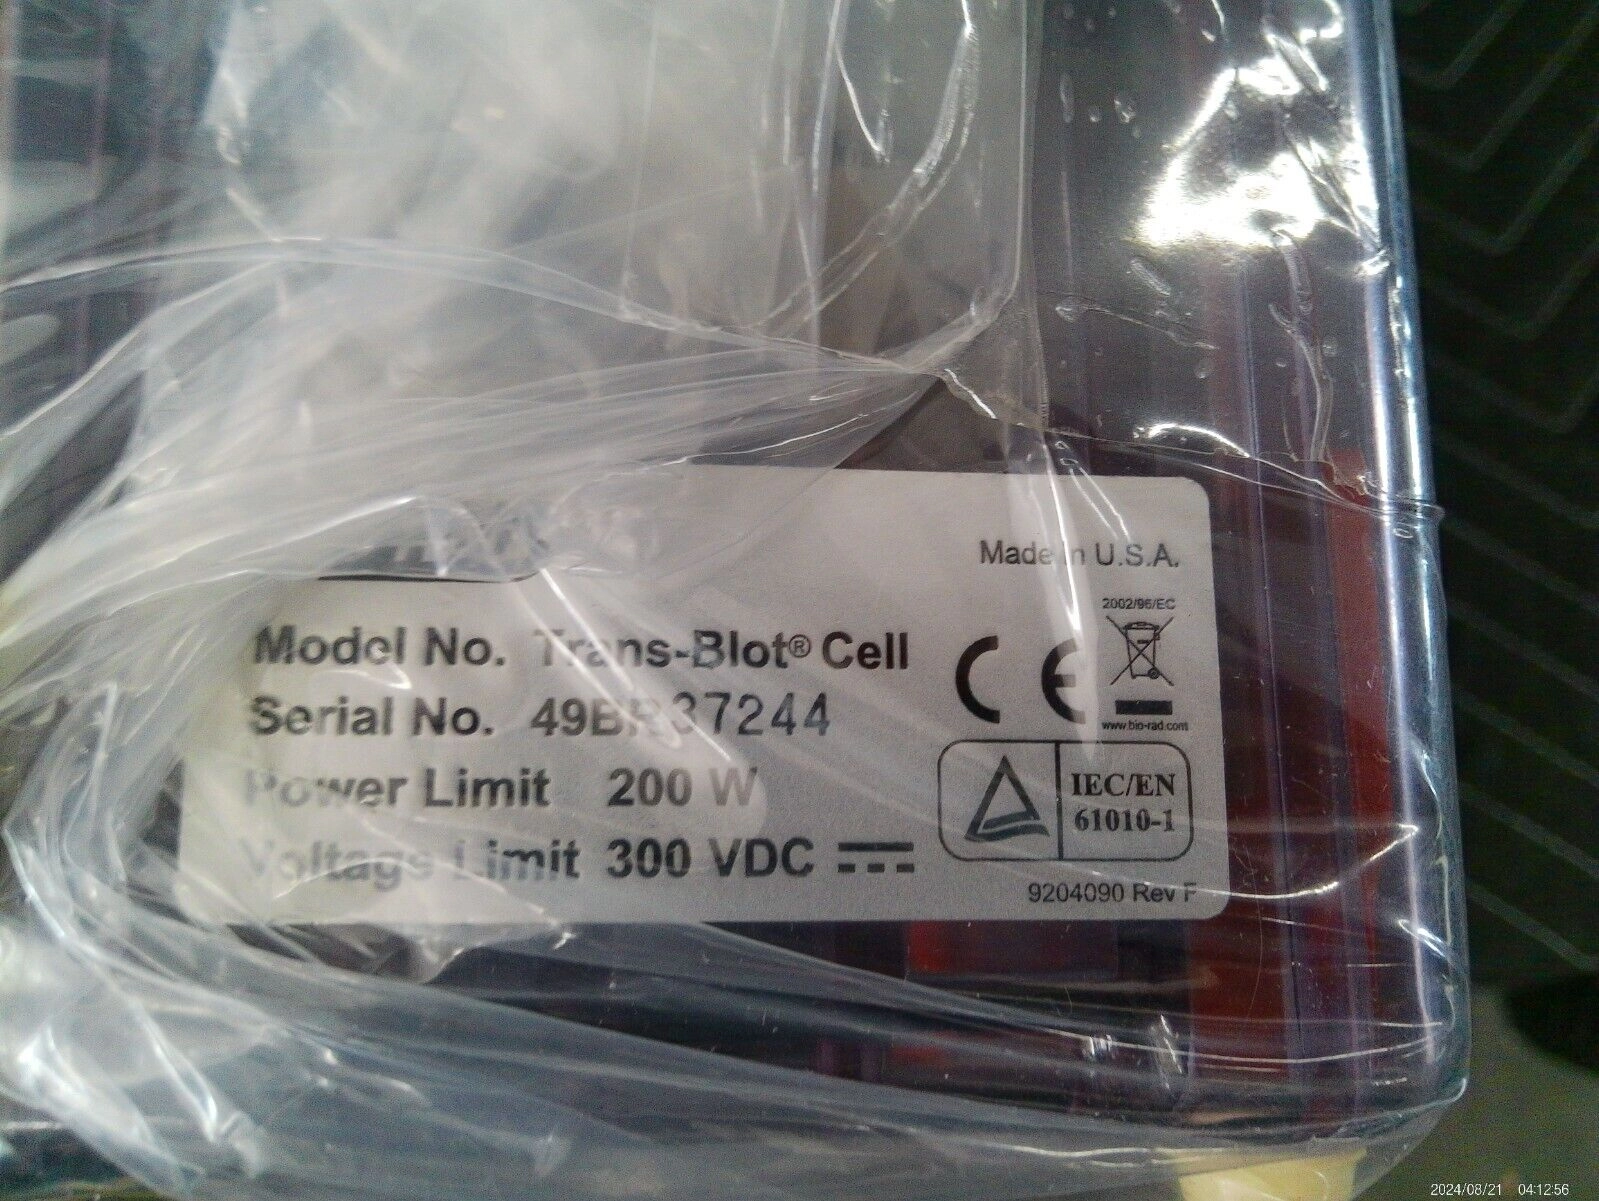 Made in U.S.A.
2002/96/EC
Model No. Trans-Blot® Cell
CE
Serial No. 49BR37244
www.bio-rad.com
Power Limit 200 W
IEC/EN
61010-1
Voltage Limit 300 VDC
9204090 Rev F
2024/08/21 04:12:56